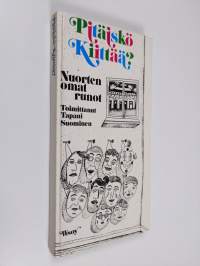 Pitäiskö
Kiittää?
Nuorten
omat
runot
Toimittanut
Tapani
Suominen